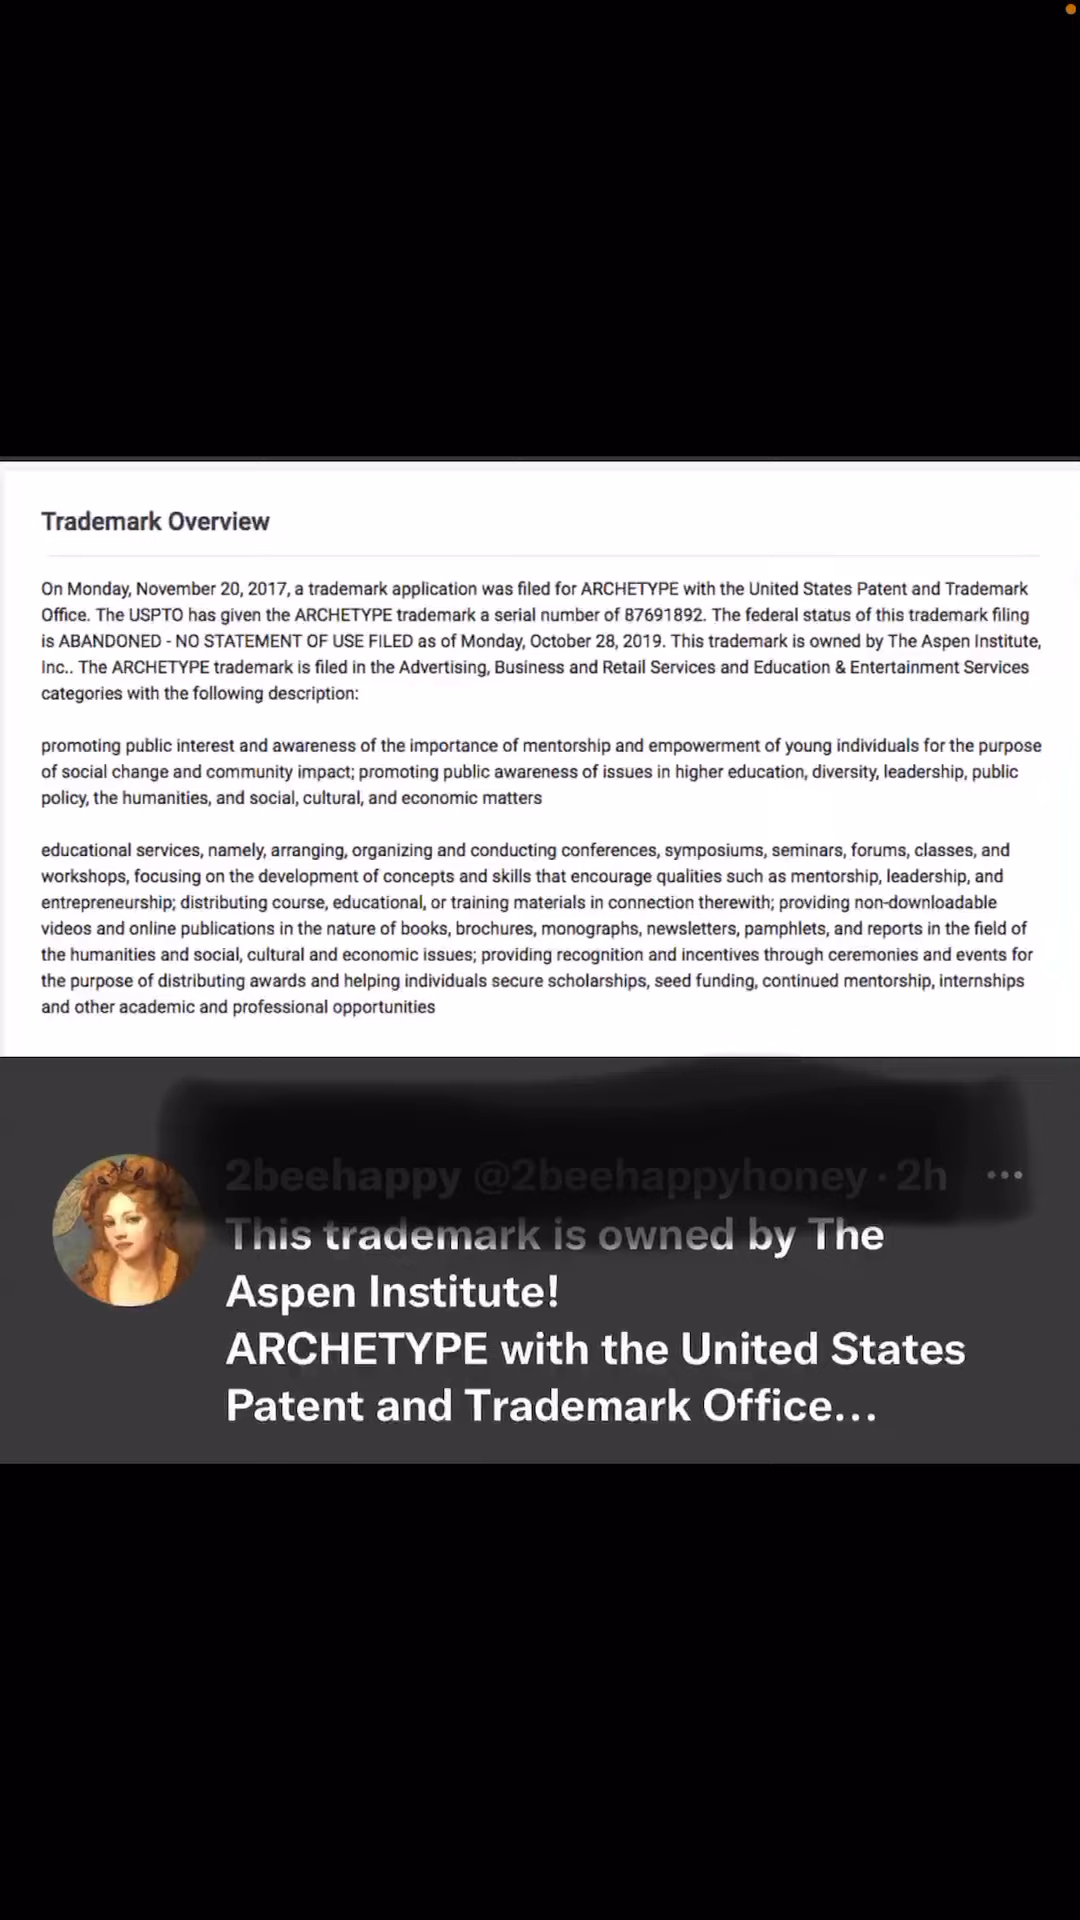 Trademark Overview
On Monday, November 20, 2017, a trademark application was filed for ARCHETYPE with the United States Patent and Trademark
Office. The USPTO has given the ARCHETYPE trademark a serial number of 87691892. The federal status of this trademark filing
is ABANDONED - NO STATEMENT OF USE FILED as of Monday, October 28, 2019. This trademark is owned by The Aspen Institute,
Inc.. The ARCHETYPE trademark is filed in the Advertising, Business and Retail Services and Education & Entertainment Services
categories with the following description:
promoting public interest and awareness of the importance of mentorship and empowerment of young individuals for the purpose
of social change and community impact; promoting public awareness of issues in higher education, diversity, leadership, public
policy, the humanities, and social, cultural, and economic matters
educational services, namely, arranging, organizing and conducting conferences, symposiums, seminars, forums, classes, and
workshops, focusing on the development of concepts and skills that encourage qualities such as mentorship, leadership, and
entrepreneurship; distributing course, educational, or training materials in connection therewith; providing non-downloadable
videos and online publications in the nature of books, brochures, monographs, newsletters, pamphlets, and reports in the field of
the humanities and social, cultural and economic issues; providing recognition and incentives through ceremonies and events for
the purpose of distributing awards and helping individuals secure scholarships, seed funding, continued mentorship, internships
and other academic and professional opportunities
2beehappy @2beehappyhoney · 2h ...
This trademark is owned by The
Aspen Institute!
ARCHETYPE with the United States
Patent and Trademark Office...